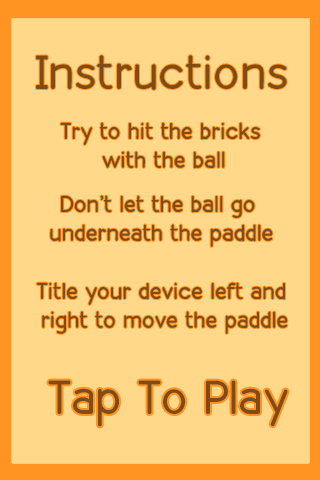 Instructions
Try to hit the bricks
with the ball
Don't let the ball go
underneath the paddle
Title your device left and
right to move the paddle
Tap To Play